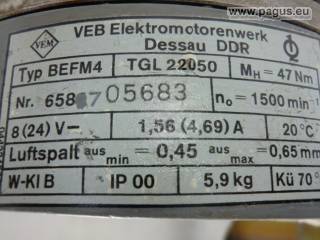 www.pagus.eu
VEM
VEB Elektromotorenwerk
Dessau DDR
Typ BEFM4 TGL 22050 M_H = 47 Nm
Nr. 658 7 05683 n₀ = 1500 min⁻¹
8 (24) V– 1,56 (4,69) A 20°C
Luftspalt aus min = 0,45 aus max = 0,65 mm
W-Kl B IP 00 5,9 kg Kü 70°